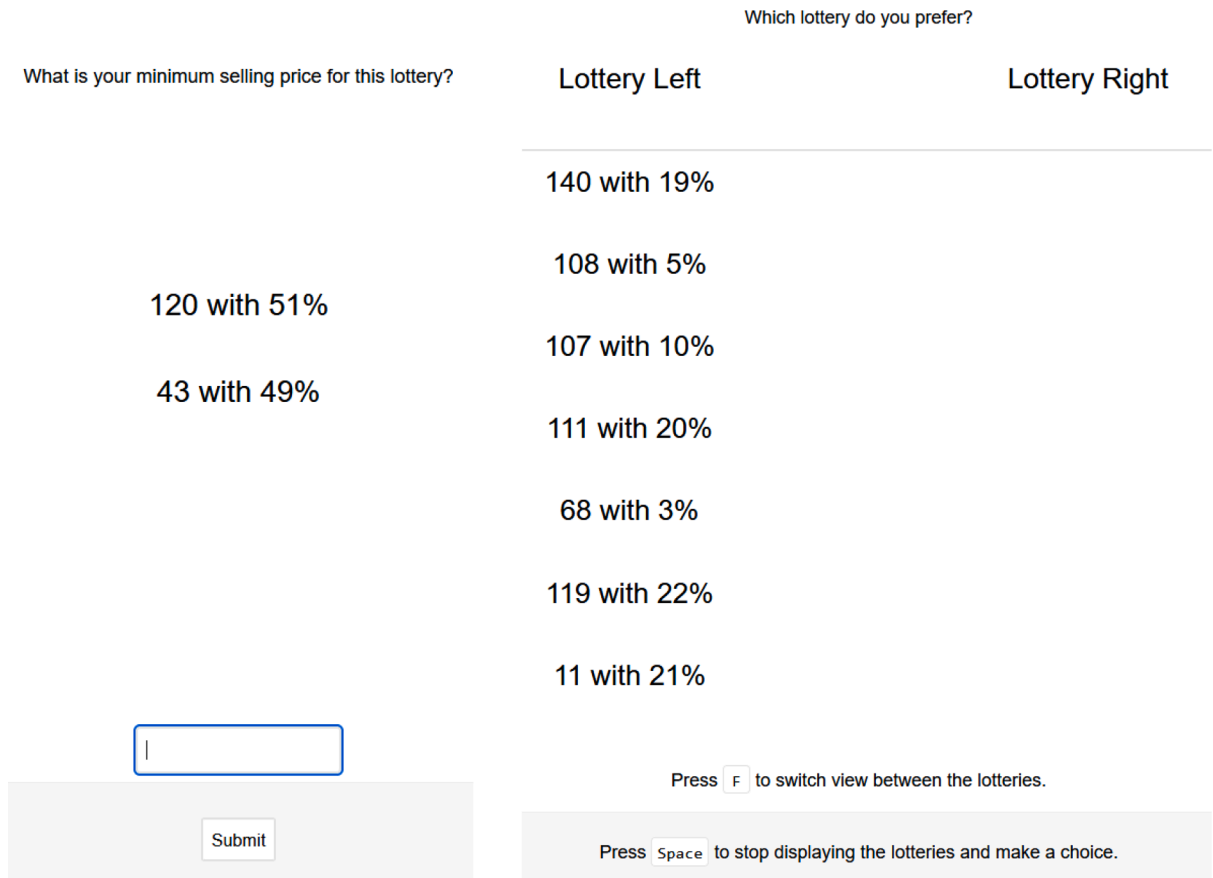 What is your minimum selling price for this lottery?
120 with 51%
43 with 49%
Submit
Which lottery do you prefer?
Lottery Left
Lottery Right
140 with 19%
108 with 5%
107 with 10%
111 with 20%
68 with 3%
119 with 22%
11 with 21%
Press F to switch view between the lotteries.
Press Space to stop displaying the lotteries and make a choice.